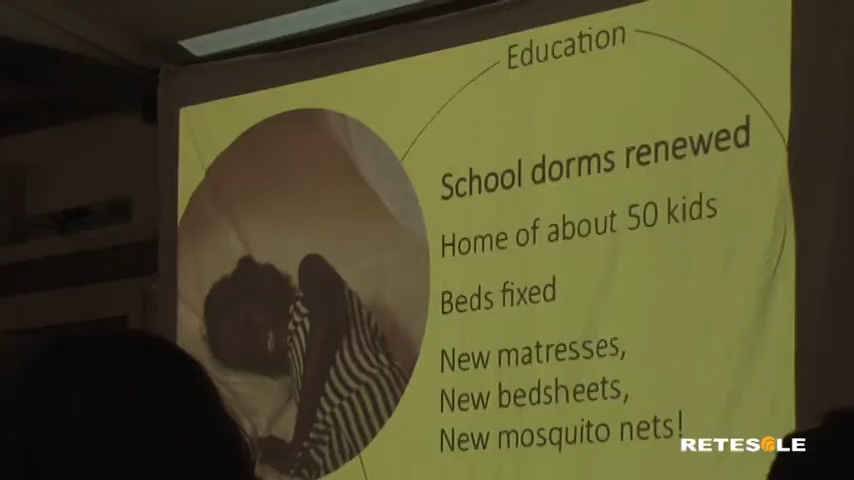 Education
School dorms renewed
Home of about 50 kids
Beds fixed
New matresses,
New bedsheets,
New mosquito nets!
RETESOLE